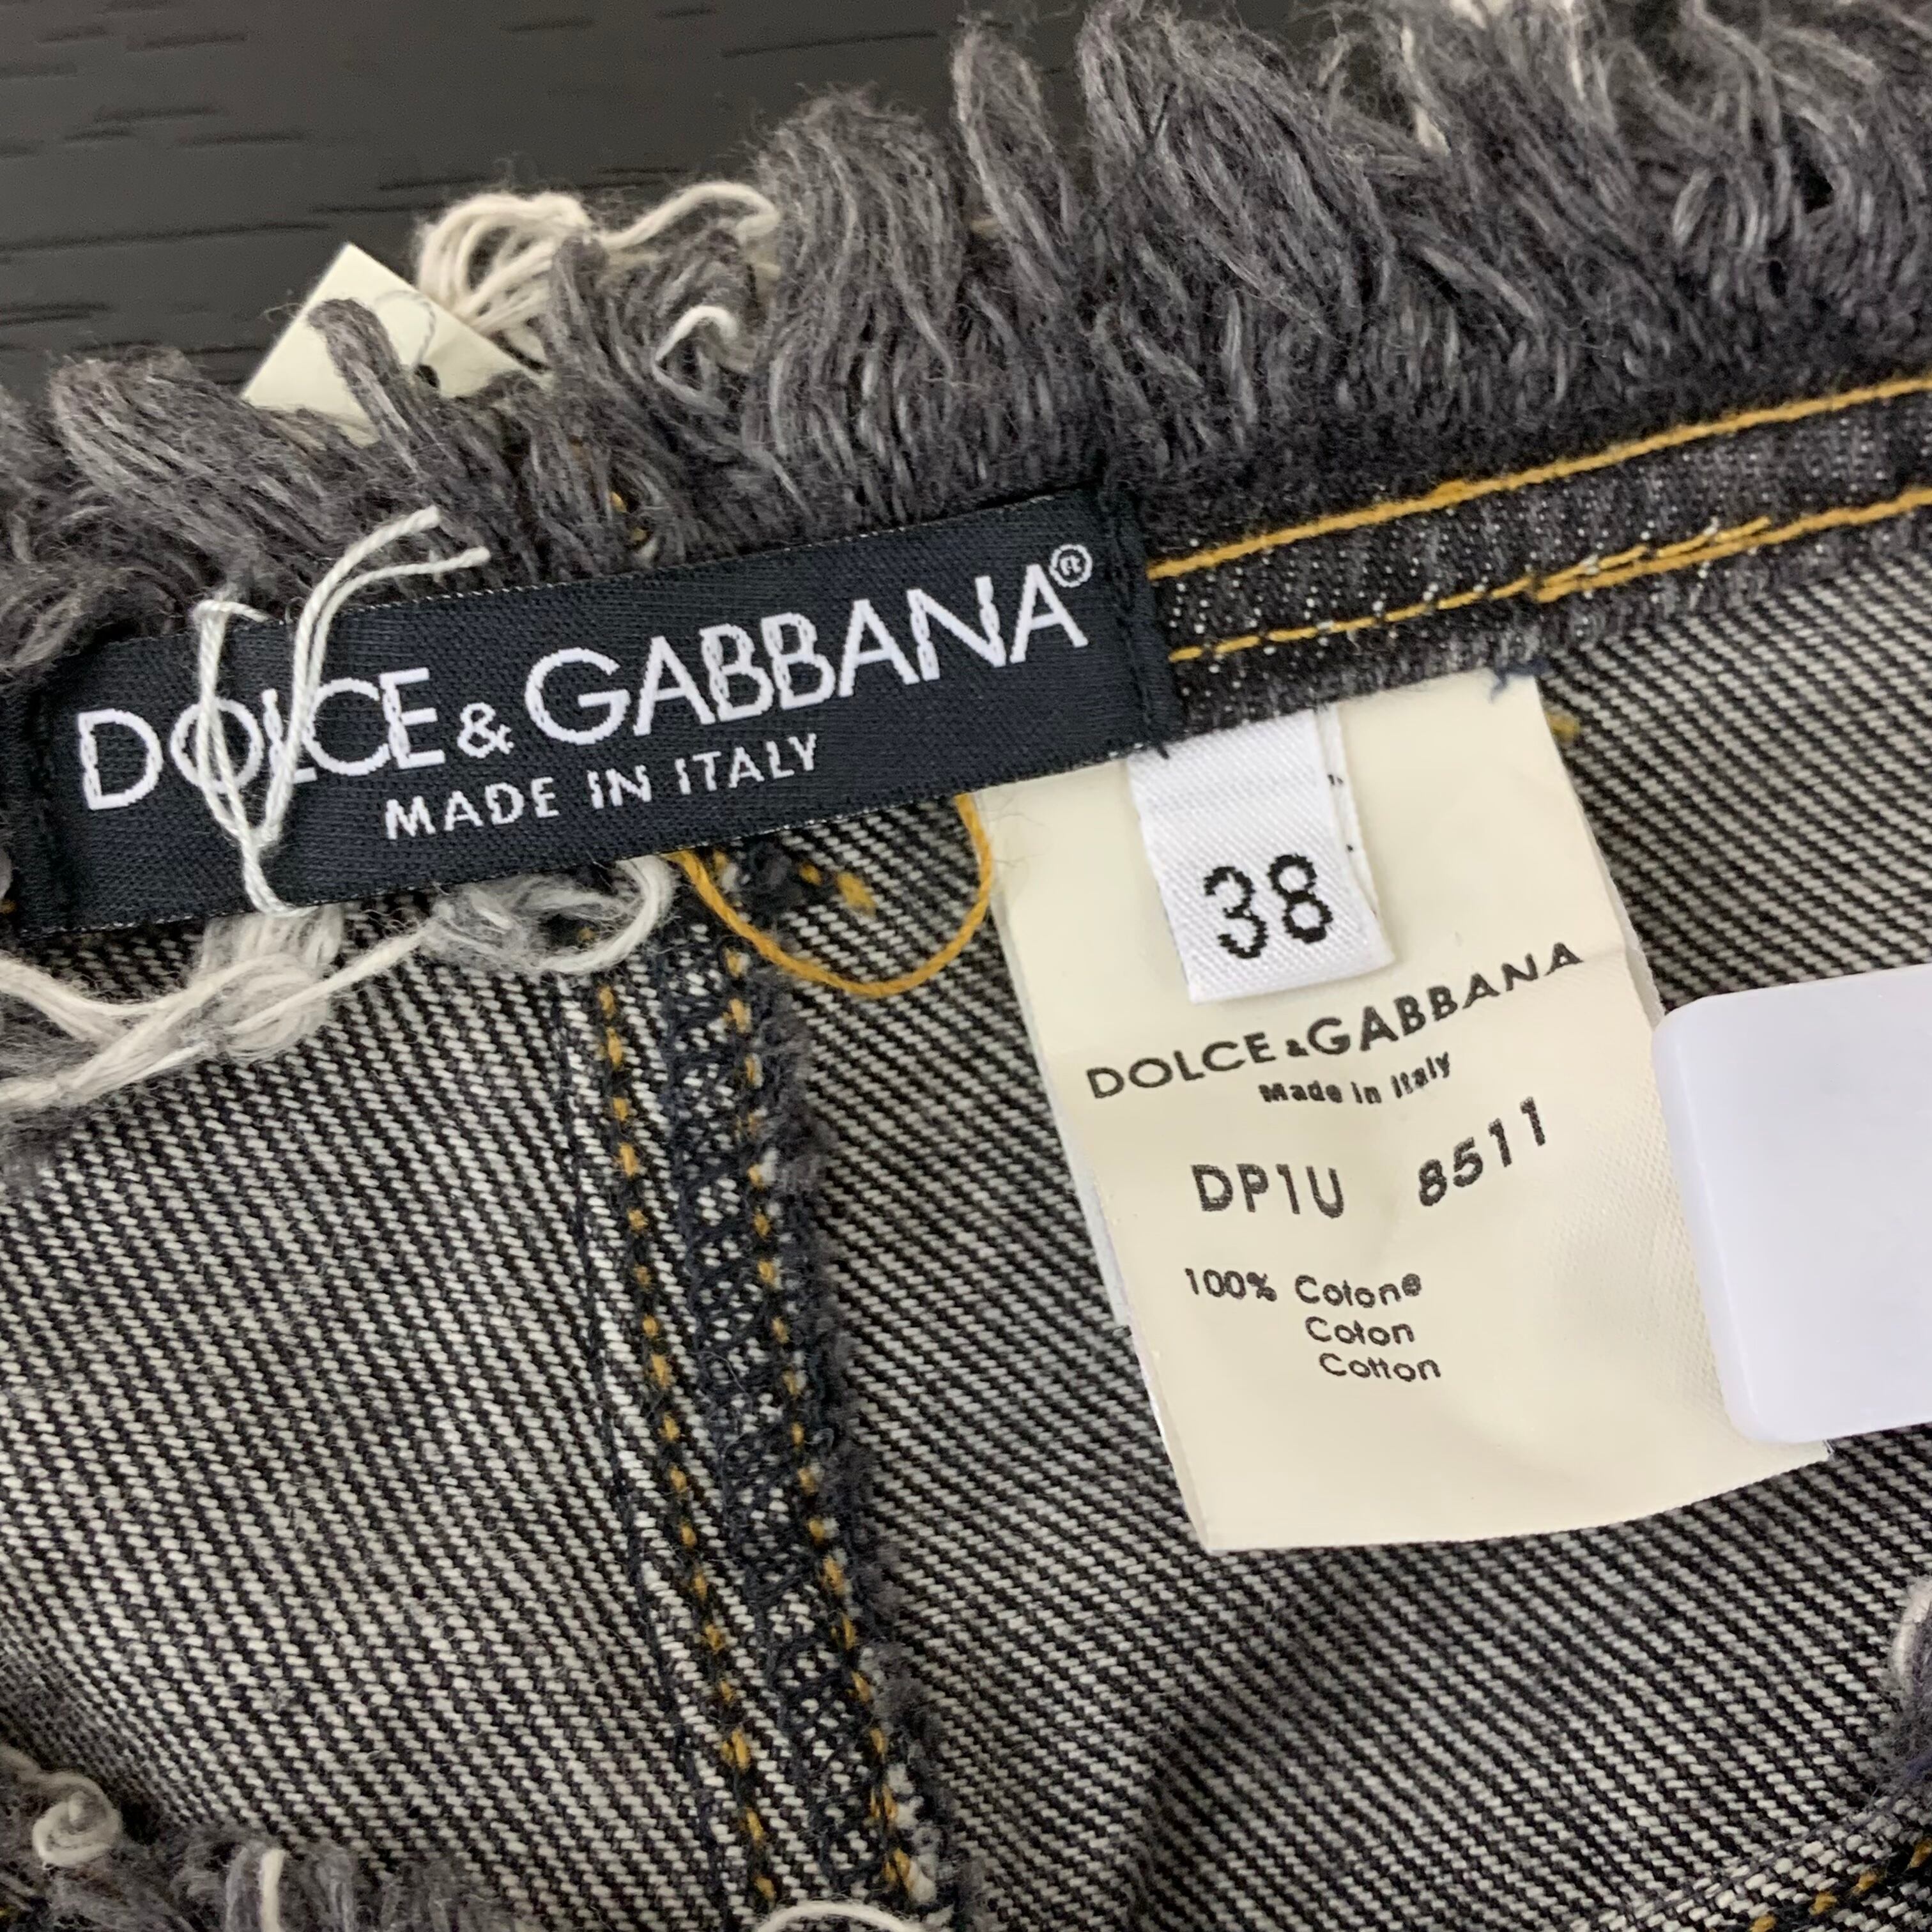 DOLCE & GABBANA®
MADE IN ITALY
38
DOLCE & GABBANA
Made in Italy
DP1U 8511
100% Cotone
Coton
Cotton